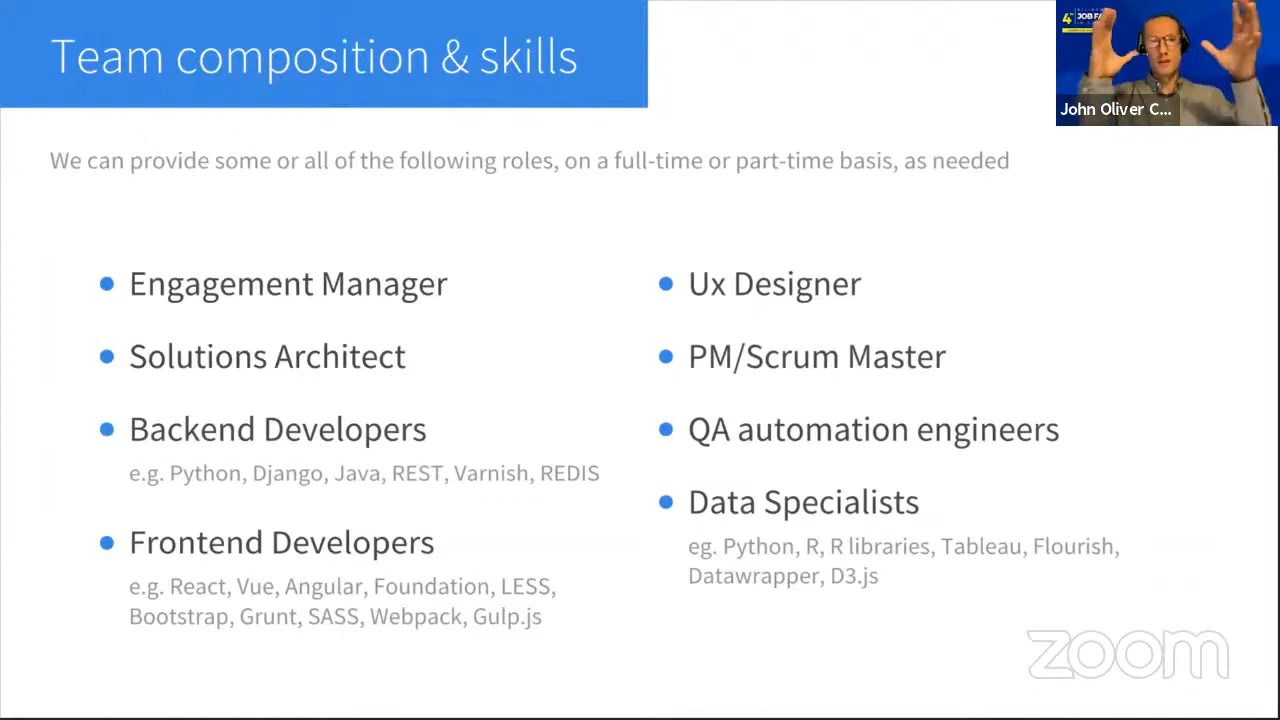 Team composition & skills
We can provide some or all of the following roles, on a full-time or part-time basis, as needed
Engagement Manager
Solutions Architect
Backend Developers
e.g. Python, Django, Java, REST, Varnish, REDIS
Frontend Developers
e.g. React, Vue, Angular, Foundation, LESS,
Bootstrap, Grunt, SASS, Webpack, Gulp.js
Ux Designer
PM/Scrum Master
QA automation engineers
Data Specialists
eg. Python, R, R libraries, Tableau, Flourish,
Datawrapper, D3.js
4
JOB
John Oliver C...
zoom